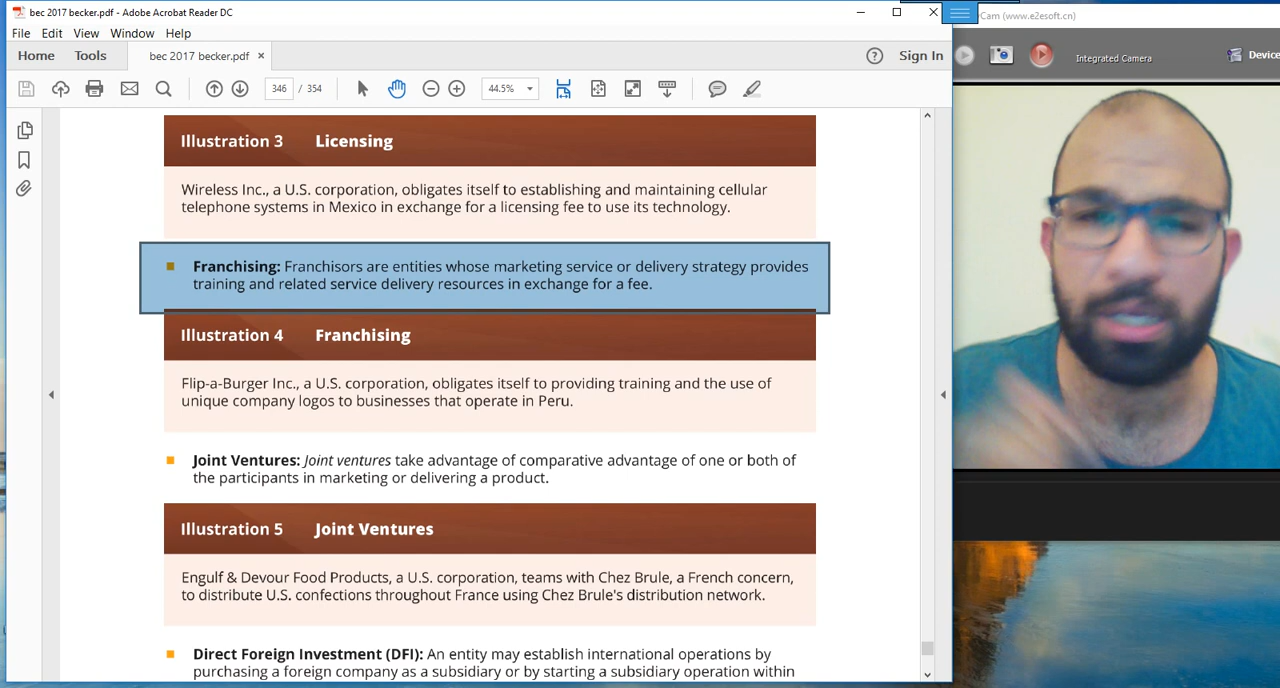 bec 2017 becker.pdf - Adobe Acrobat Reader DC
Cam (www.e2esoft.cn)
File Edit View Window Help
Home Tools bec 2017 becker.pdf × Sign In
Integrated Camera Device
346 / 354 44.5%
Illustration 3 Licensing
Wireless Inc., a U.S. corporation, obligates itself to establishing and maintaining cellular
telephone systems in Mexico in exchange for a licensing fee to use its technology.
Franchising: Franchisors are entities whose marketing service or delivery strategy provides
training and related service delivery resources in exchange for a fee.
Illustration 4 Franchising
Flip-a-Burger Inc., a U.S. corporation, obligates itself to providing training and the use of
unique company logos to businesses that operate in Peru.
Joint Ventures: Joint ventures take advantage of comparative advantage of one or both of
the participants in marketing or delivering a product.
Illustration 5 Joint Ventures
Engulf & Devour Food Products, a U.S. corporation, teams with Chez Brule, a French concern,
to distribute U.S. confections throughout France using Chez Brule's distribution network.
Direct Foreign Investment (DFI): An entity may establish international operations by
purchasing a foreign company as a subsidiary or by starting a subsidiary operation within